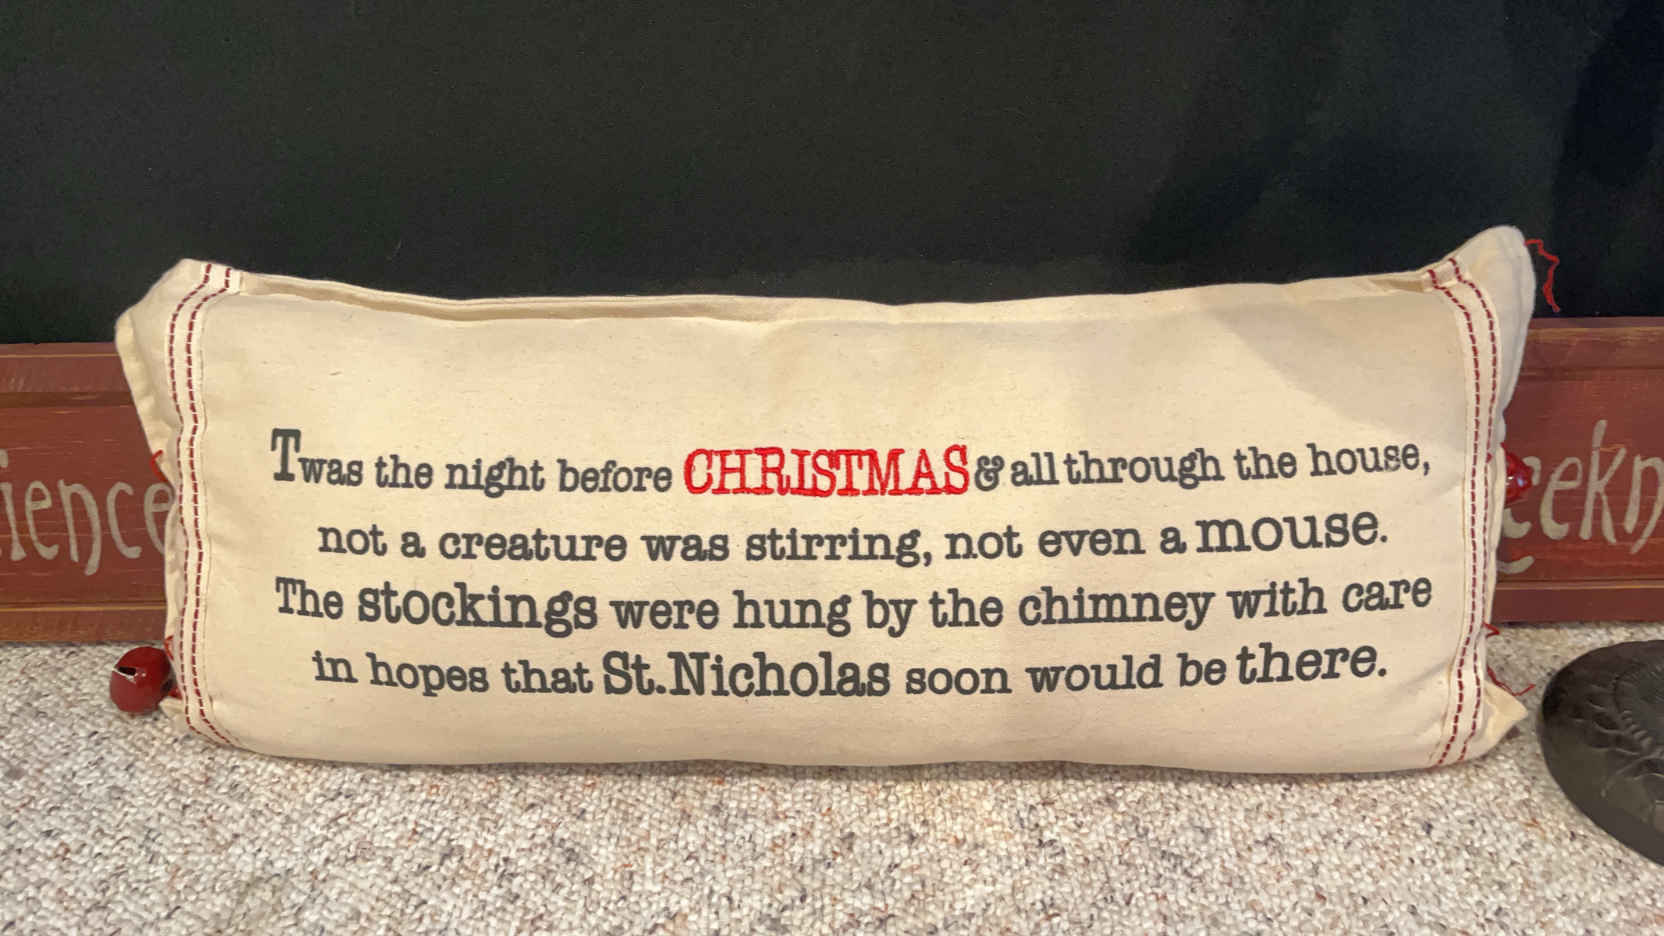 Twas the night before CHRISTMAS & all through the house,
not a creature was stirring, not even a mouse.
The stockings were hung by the chimney with care
in hopes that St. Nicholas soon would be there.